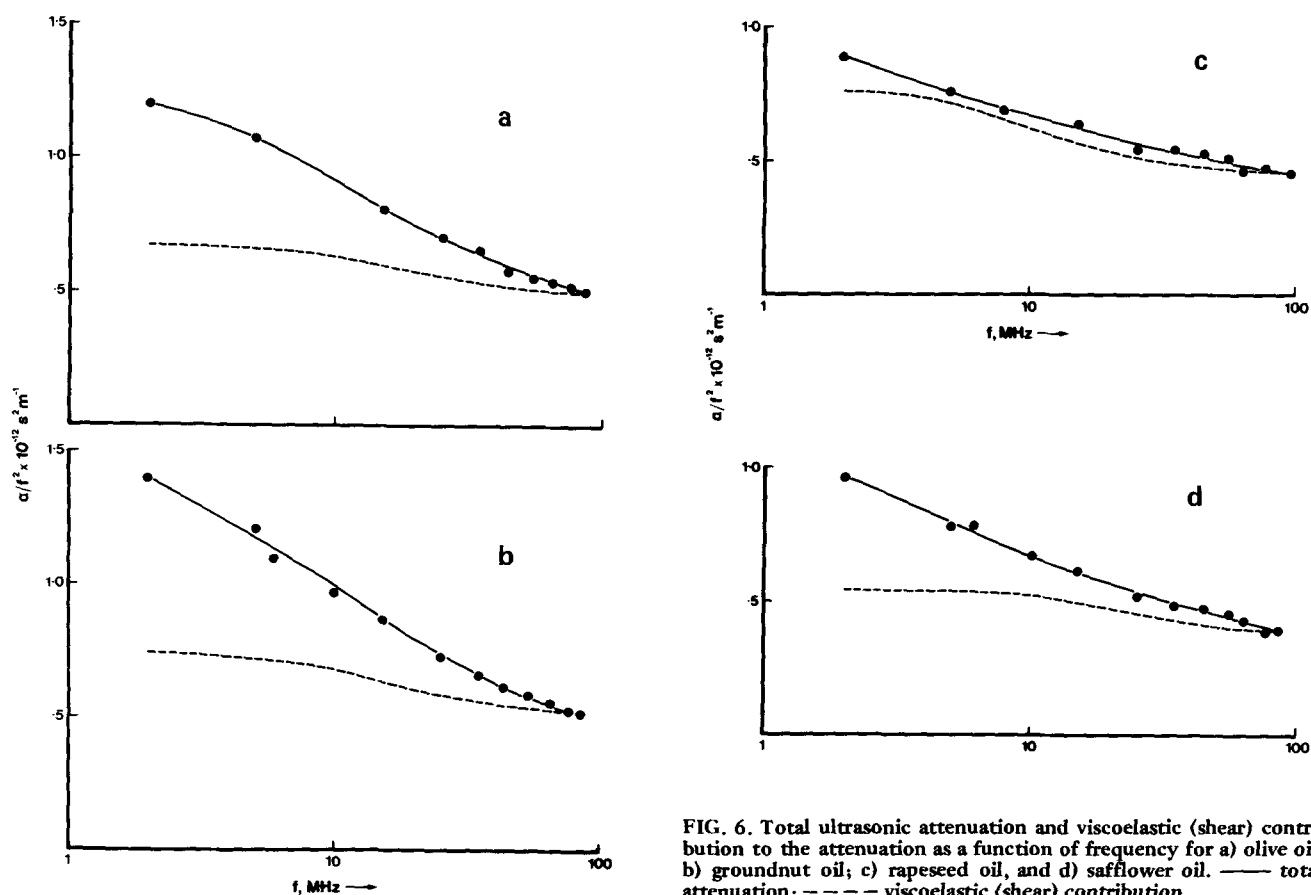 1·5
1·0
·5
a
α/f² x 10⁻¹² s² m⁻¹
1·5
1·0
·5
b
1
10
100
f, MHz
1·0
·5
c
1
10
100
f, MHz
α/f² x 10⁻¹² s² m⁻¹
1·0
·5
d
1
10
100
FIG. 6. Total ultrasonic attenuation and viscoelastic (shear) contri-
bution to the attenuation as a function of frequency for a) olive oil
b) groundnut oil; c) rapeseed oil, and d) safflower oil. —— tot
attenuation; – – – – viscoelastic (shear) contribution